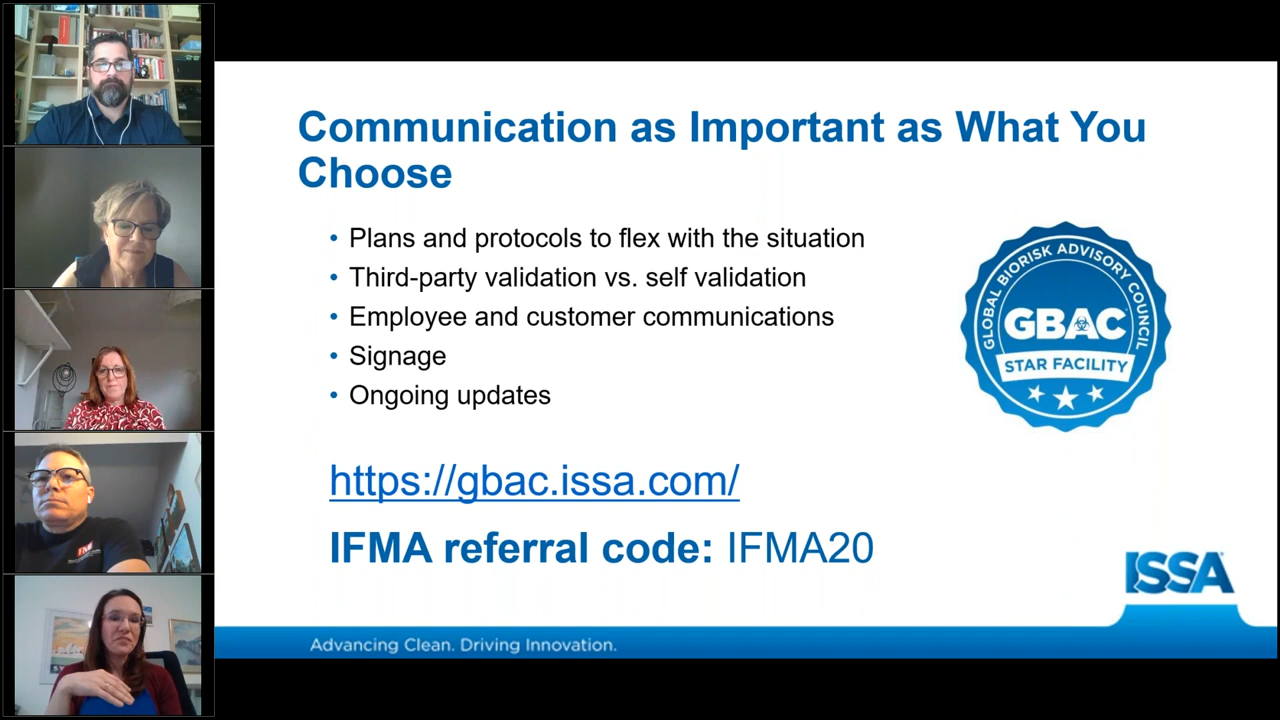 Communication as Important as What You
Choose
• Plans and protocols to flex with the situation
• Third-party validation vs. self validation
• Employee and customer communications
• Signage
• Ongoing updates
GLOBAL BIORISK ADVISORY COUNCIL
GBAC
STAR FACILITY
https://gbac.issa.com/
IFMA referral code: IFMA20
ISSA
Advancing Clean. Driving Innovation.